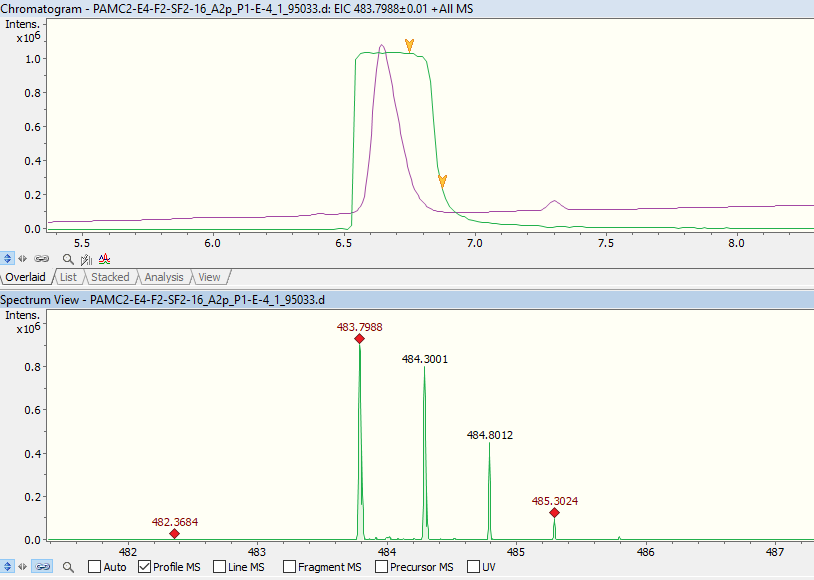 Chromatogram - PAMC2-E4-F2-SF2-16_A2p_P1-E-4_1_95033.d: EIC 483.7988±0.01 +All MS
Intens.
x10⁶
1.0
0.8
0.6
0.4
0.2
0.0
5.5 6.0 6.5 7.0 7.5 8.0
Overlaid List Stacked Analysis View
Spectrum View - PAMC2-E4-F2-SF2-16_A2p_P1-E-4_1_95033.d
Intens.
x10⁶
483.7988
484.3001
0.8
0.6
484.8012
0.4
485.3024
0.2
482.3684
0.0
482 483 484 485 486 487
Auto Profile MS Line MS Fragment MS Precursor MS UV